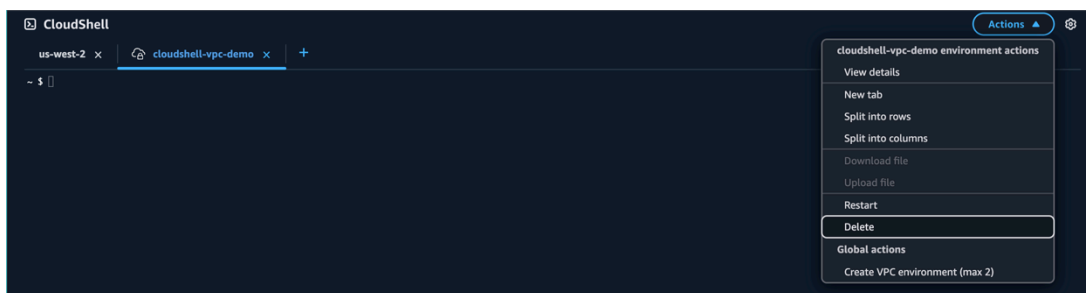 CloudShell
Actions
us-west-2
cloudshell-vpc-demo
+
~ $
cloudshell-vpc-demo environment actions
View details
New tab
Split into rows
Split into columns
Download file
Upload file
Restart
Delete
Global actions
Create VPC environment (max 2)